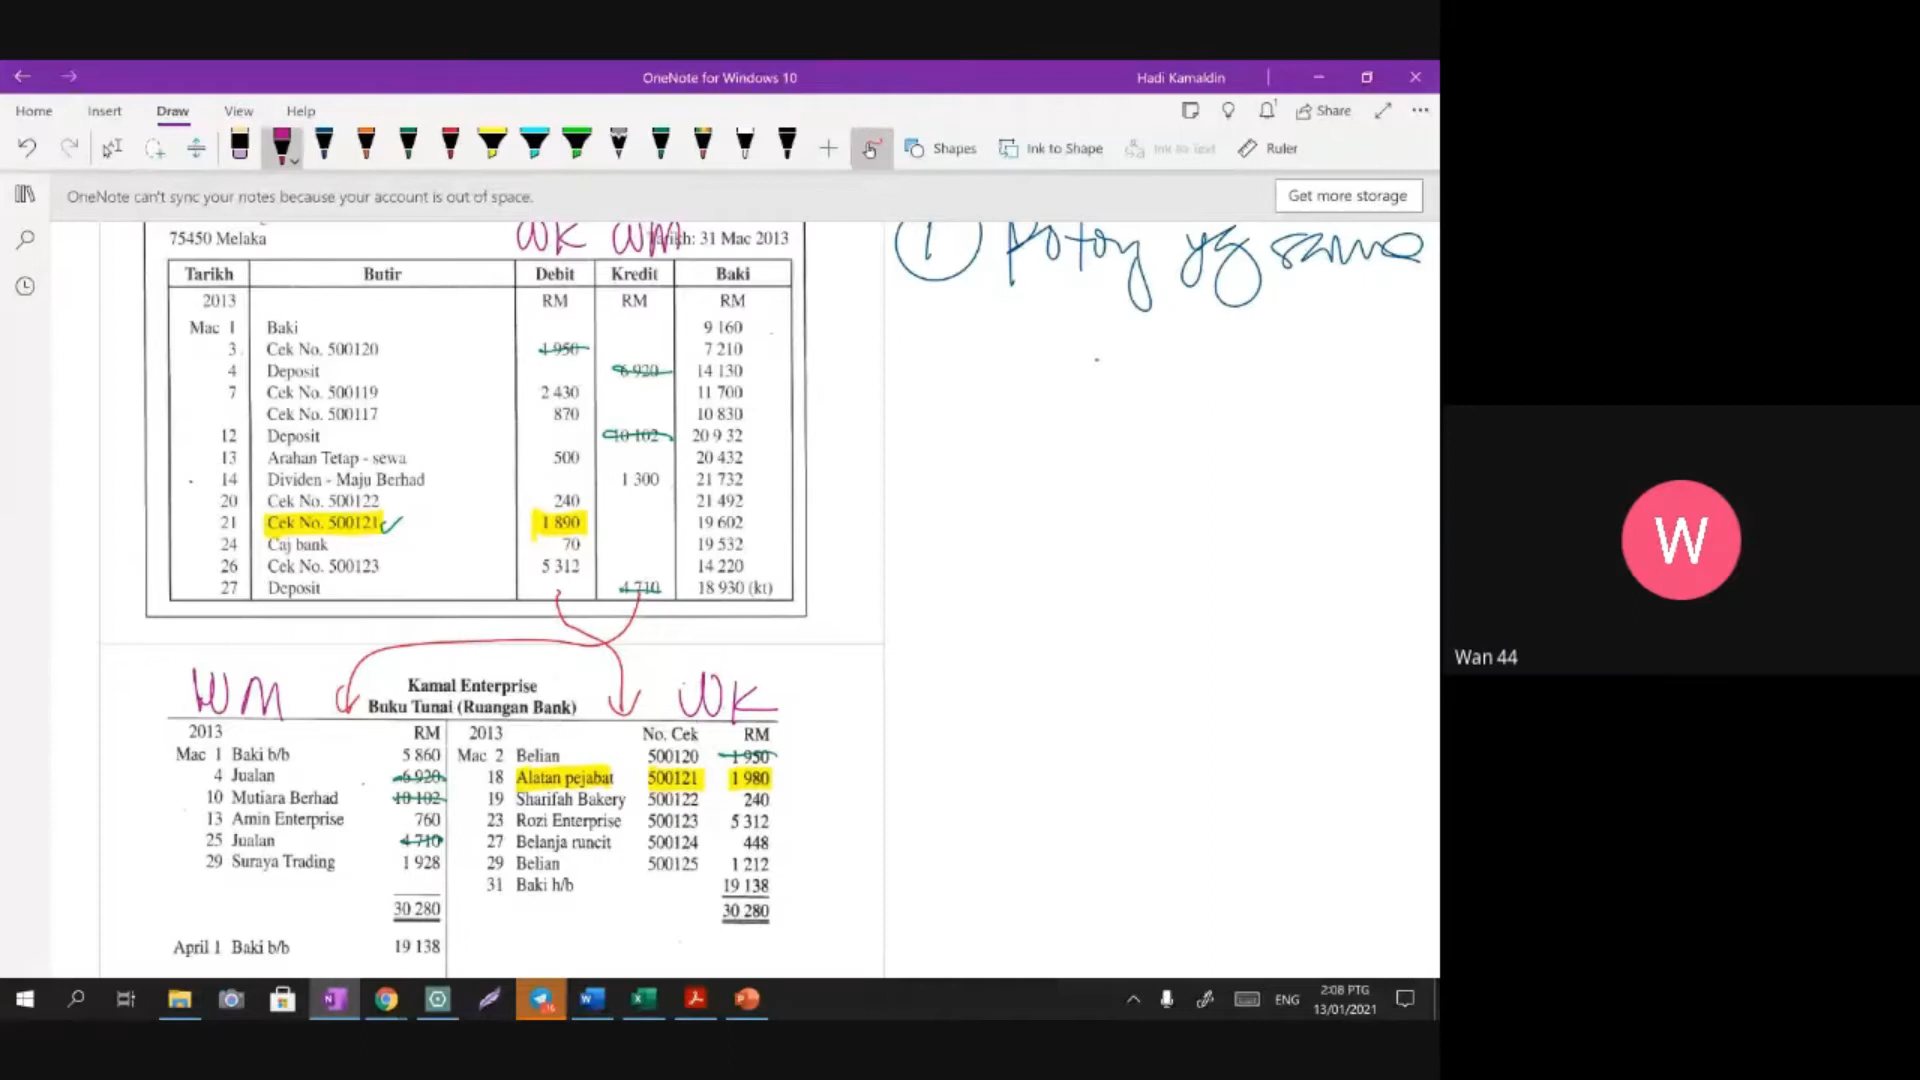 OneNote for Windows 10
Hadi Kamaldin
Home Insert Draw View Help
Share
Shapes Ink to Shape Ink to Text Ruler
OneNote can't sync your notes because your account is out of space.
Get more storage
WK WM
75450 Melaka Tarikh: 31 Mac 2013
1 Potong yg sama
Tarikh Butir Debit Kredit Baki
2013 RM RM RM
Mac 1 Baki 9 160
3 Cek No. 500120 1 950 7 210
4 Deposit 6 920 14 130
7 Cek No. 500119 2 430 11 700
Cek No. 500117 870 10 830
12 Deposit 10 102 20 9 32
13 Arahan Tetap - sewa 500 20 432
14 Dividen - Maju Berhad 1 300 21 732
20 Cek No. 500122 240 21 492
21 Cek No. 500121 1 890 19 602
24 Caj bank 70 19 532
26 Cek No. 500123 5 312 14 220
27 Deposit 4 710 18 930 (kt)
WM Kamal Enterprise WK
Buku Tunai (Ruangan Bank)
2013 RM 2013 No. Cek RM
Mac 1 Baki b/b 5 860 Mac 2 Belian 500120 1 950
4 Jualan 6 920 18 Alatan pejabat 500121 1 980
10 Mutiara Berhad 10 102 19 Sharifah Bakery 500122 240
13 Amin Enterprise 760 23 Rozi Enterprise 500123 5 312
25 Jualan 4 710 27 Belanja runcit 500124 448
29 Suraya Trading 1 928 29 Belian 500125 1 212
31 Baki h/b 19 138
30 280 30 280
April 1 Baki b/b 19 138
W
Wan 44
ENG
2:08 PTG
13/01/2021